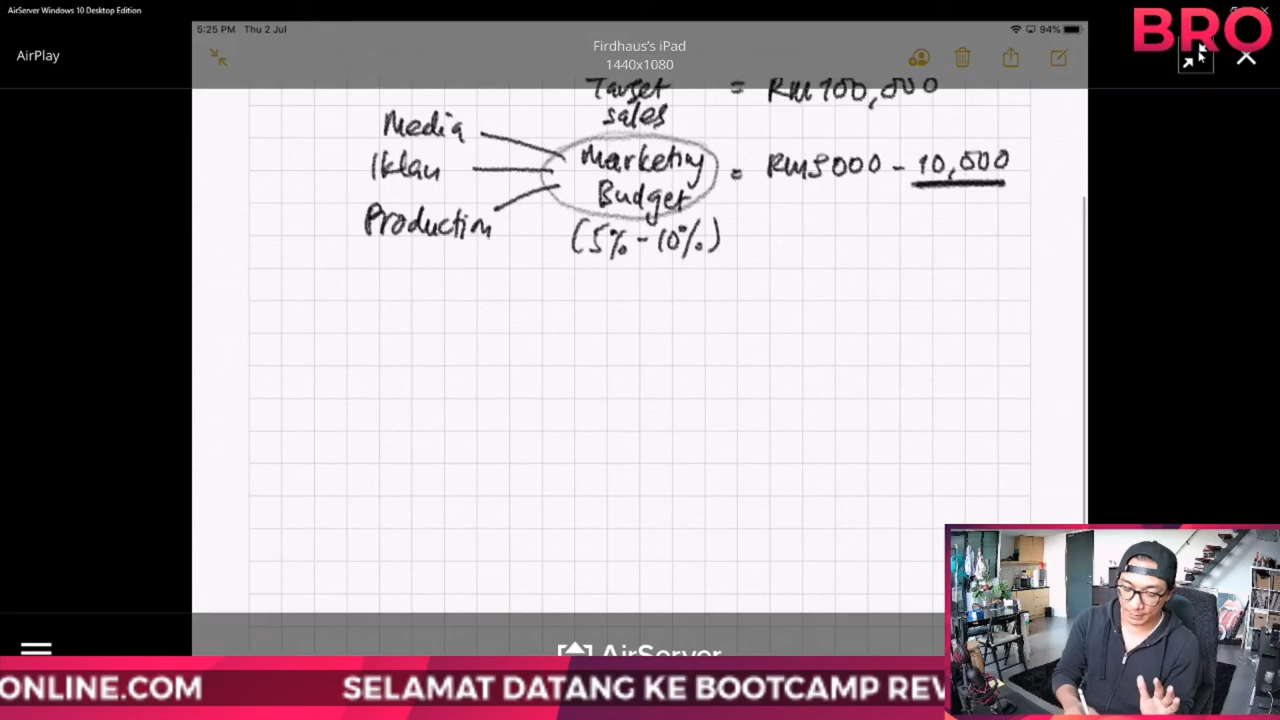 AirServer Windows 10 Desktop Edition
BRO
AirPlay
5:25 PM Thu 2 Jul
94%
Firdhaus's iPad
1440x1080
Target = RM100,000
sales
Media
Iklan
Production
Marketing = RM5000 - 10,000
Budget
(5% - 10%)
AirServer
ONLINE.COM SELAMAT DATANG KE BOOTCAMP REV